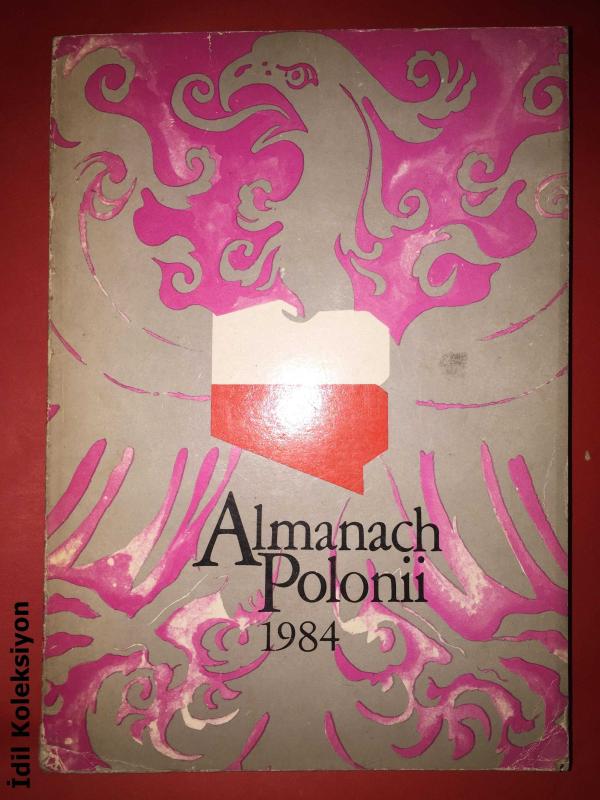 Almanach
Polonii
1984
İdil Koleksiyon